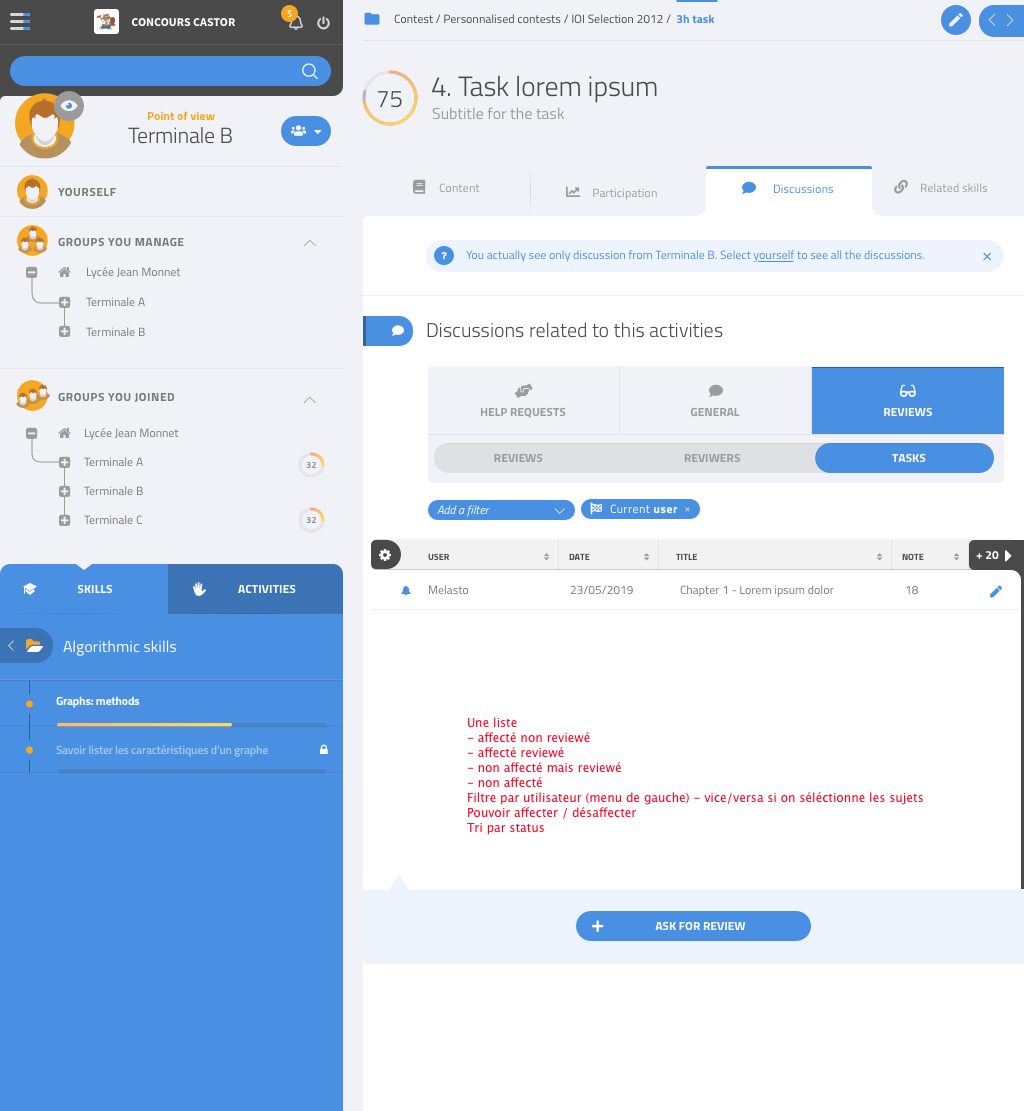 CONCOURS CASTOR
5
Point of view
Terminale B
YOURSELF
GROUPS YOU MANAGE
Lycée Jean Monnet
Terminale A
Terminale B
GROUPS YOU JOINED
Lycée Jean Monnet
Terminale A
32
Terminale B
Terminale C
32
SKILLS
ACTIVITIES
Algorithmic skills
Graphs: methods
Savoir lister les caractéristiques d'un graphe
Contest / Personnalised contests / IOI Selection 2012 / 3h task
75
4. Task lorem ipsum
Subtitle for the task
Content
Participation
Discussions
Related skills
? You actually see only discussion from Terminale B. Select yourself to see all the discussions. ×
Discussions related to this activities
HELP REQUESTS
GENERAL
REVIEWS
REVIEWS
REVIWERS
TASKS
Add a filter
Current user ×
USER
DATE
TITLE
NOTE
+ 20
Melasto
23/05/2019
Chapter 1 - Lorem ipsum dolor
18
Une liste
- affecté non reviewé
- affecté reviewé
- non affecté mais reviewé
- non affecté
Filtre par utilisateur (menu de gauche) - vice/versa si on séléctionne les sujets
Pouvoir affecter / désaffecter
Tri par status
+ ASK FOR REVIEW